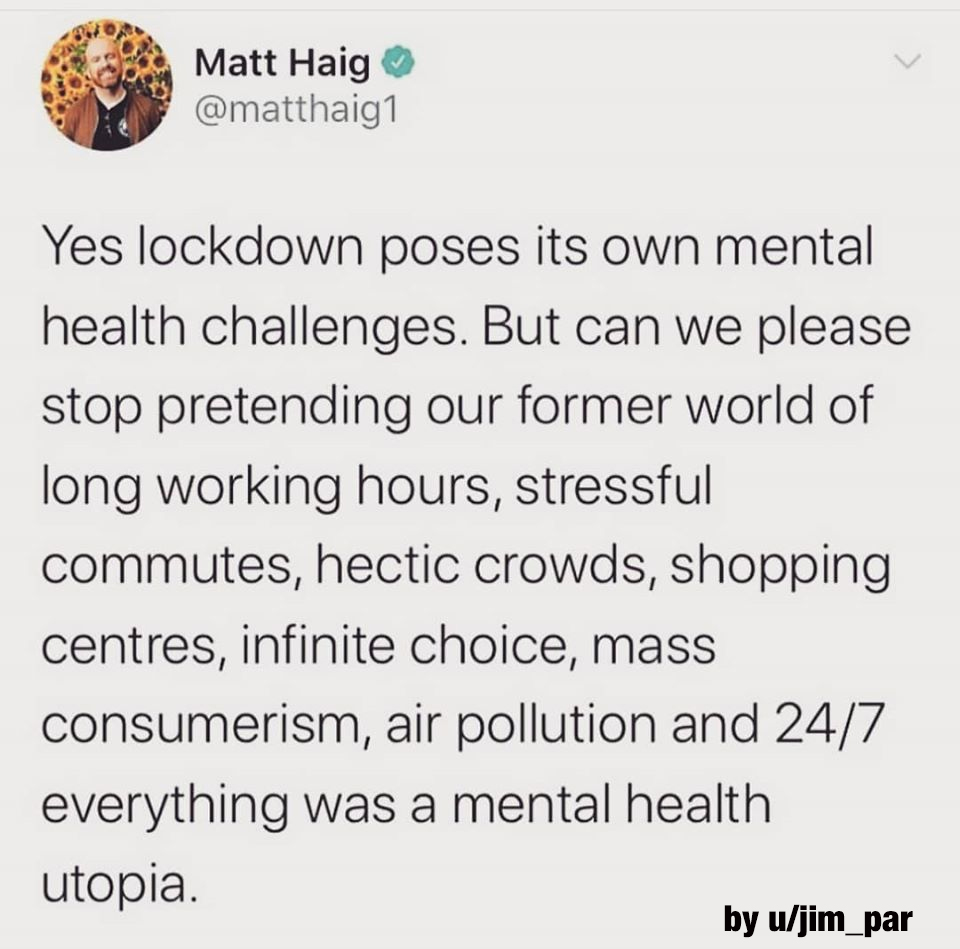 Matt Haig
@matthaig1
Yes lockdown poses its own mental
health challenges. But can we please
stop pretending our former world of
long working hours, stressful
commutes, hectic crowds, shopping
centres, infinite choice, mass
consumerism, air pollution and 24/7
everything was a mental health
utopia.
by u/jim_par